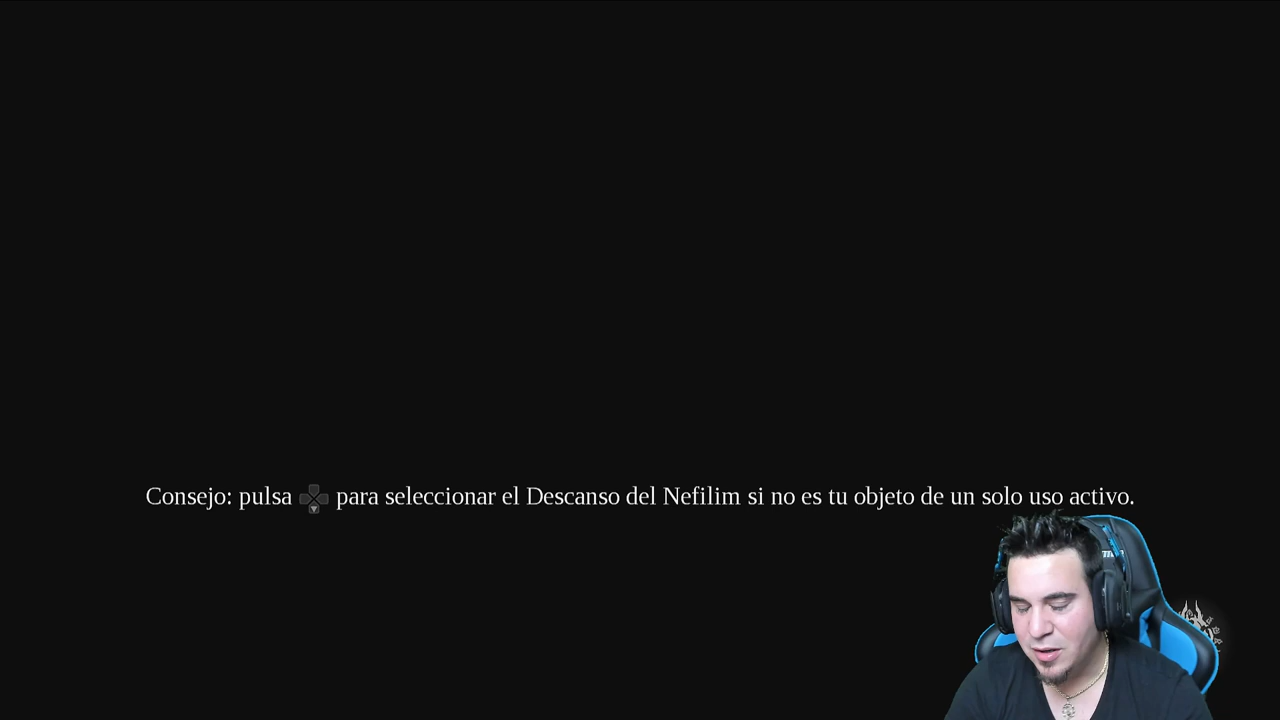 Consejo: pulsa para seleccionar el Descanso del Nefilim si no es tu objeto de un solo uso activo.